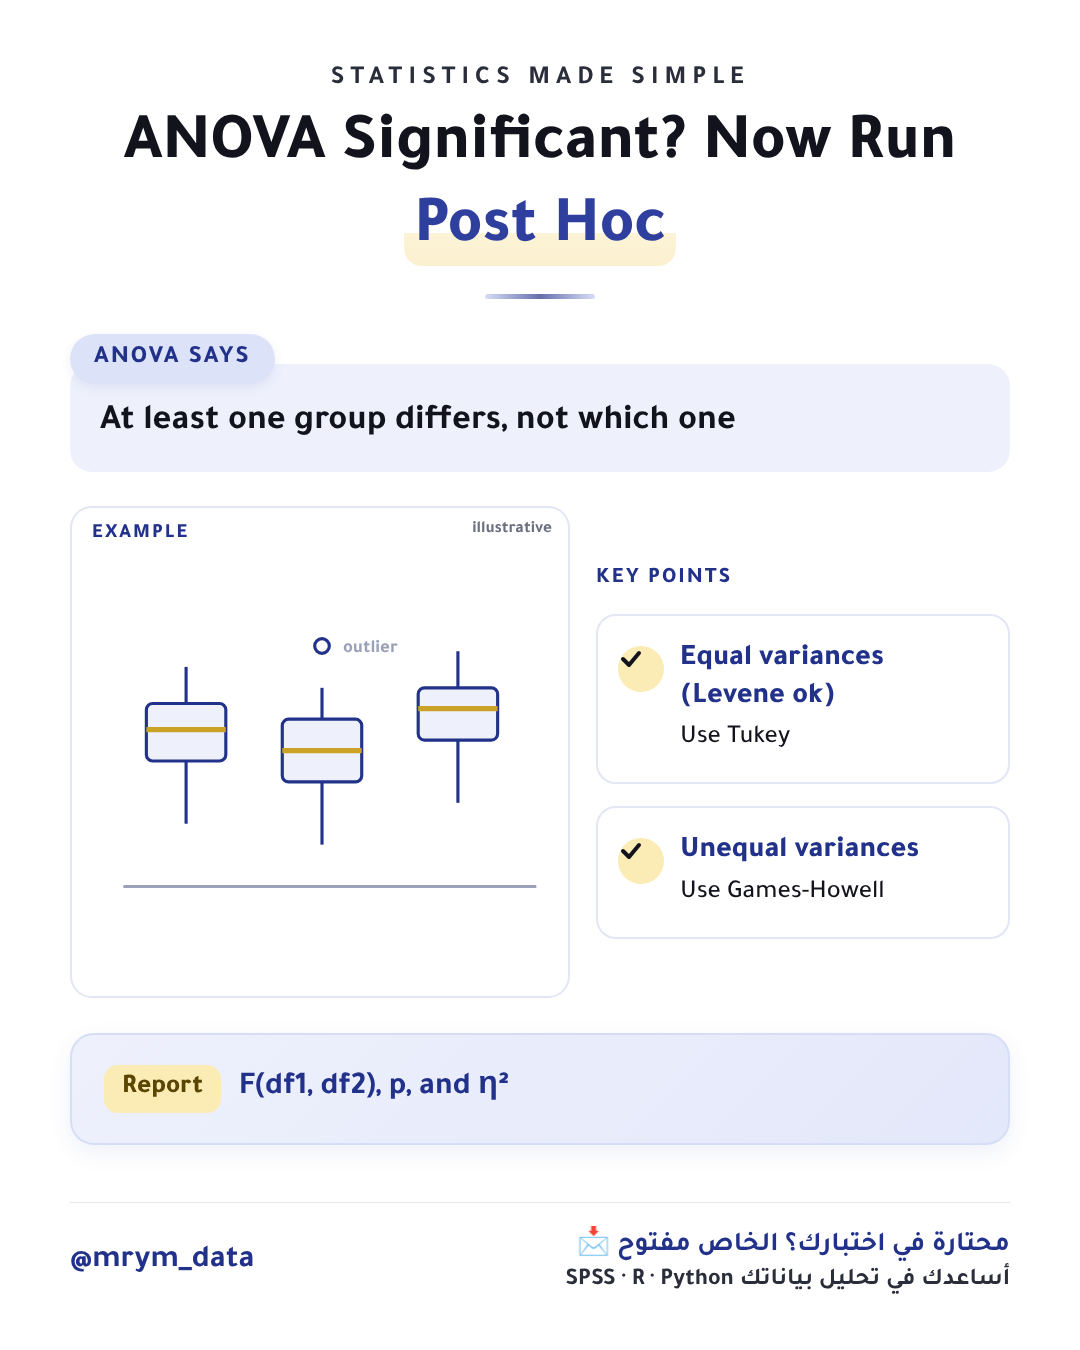 STATISTICS MADE SIMPLE
ANOVA Significant? Now Run
Post Hoc
ANOVA SAYS
At least one group differs, not which one
EXAMPLE
illustrative
outlier
KEY POINTS
Equal variances
(Levene ok)
Use Tukey
Unequal variances
Use Games-Howell
Report F(df1, df2), p, and η²
@mrym_data
محتارة في اختبارك؟ الخاص مفتوح 📩
أساعدك في تحليل بياناتك SPSS · R · Python